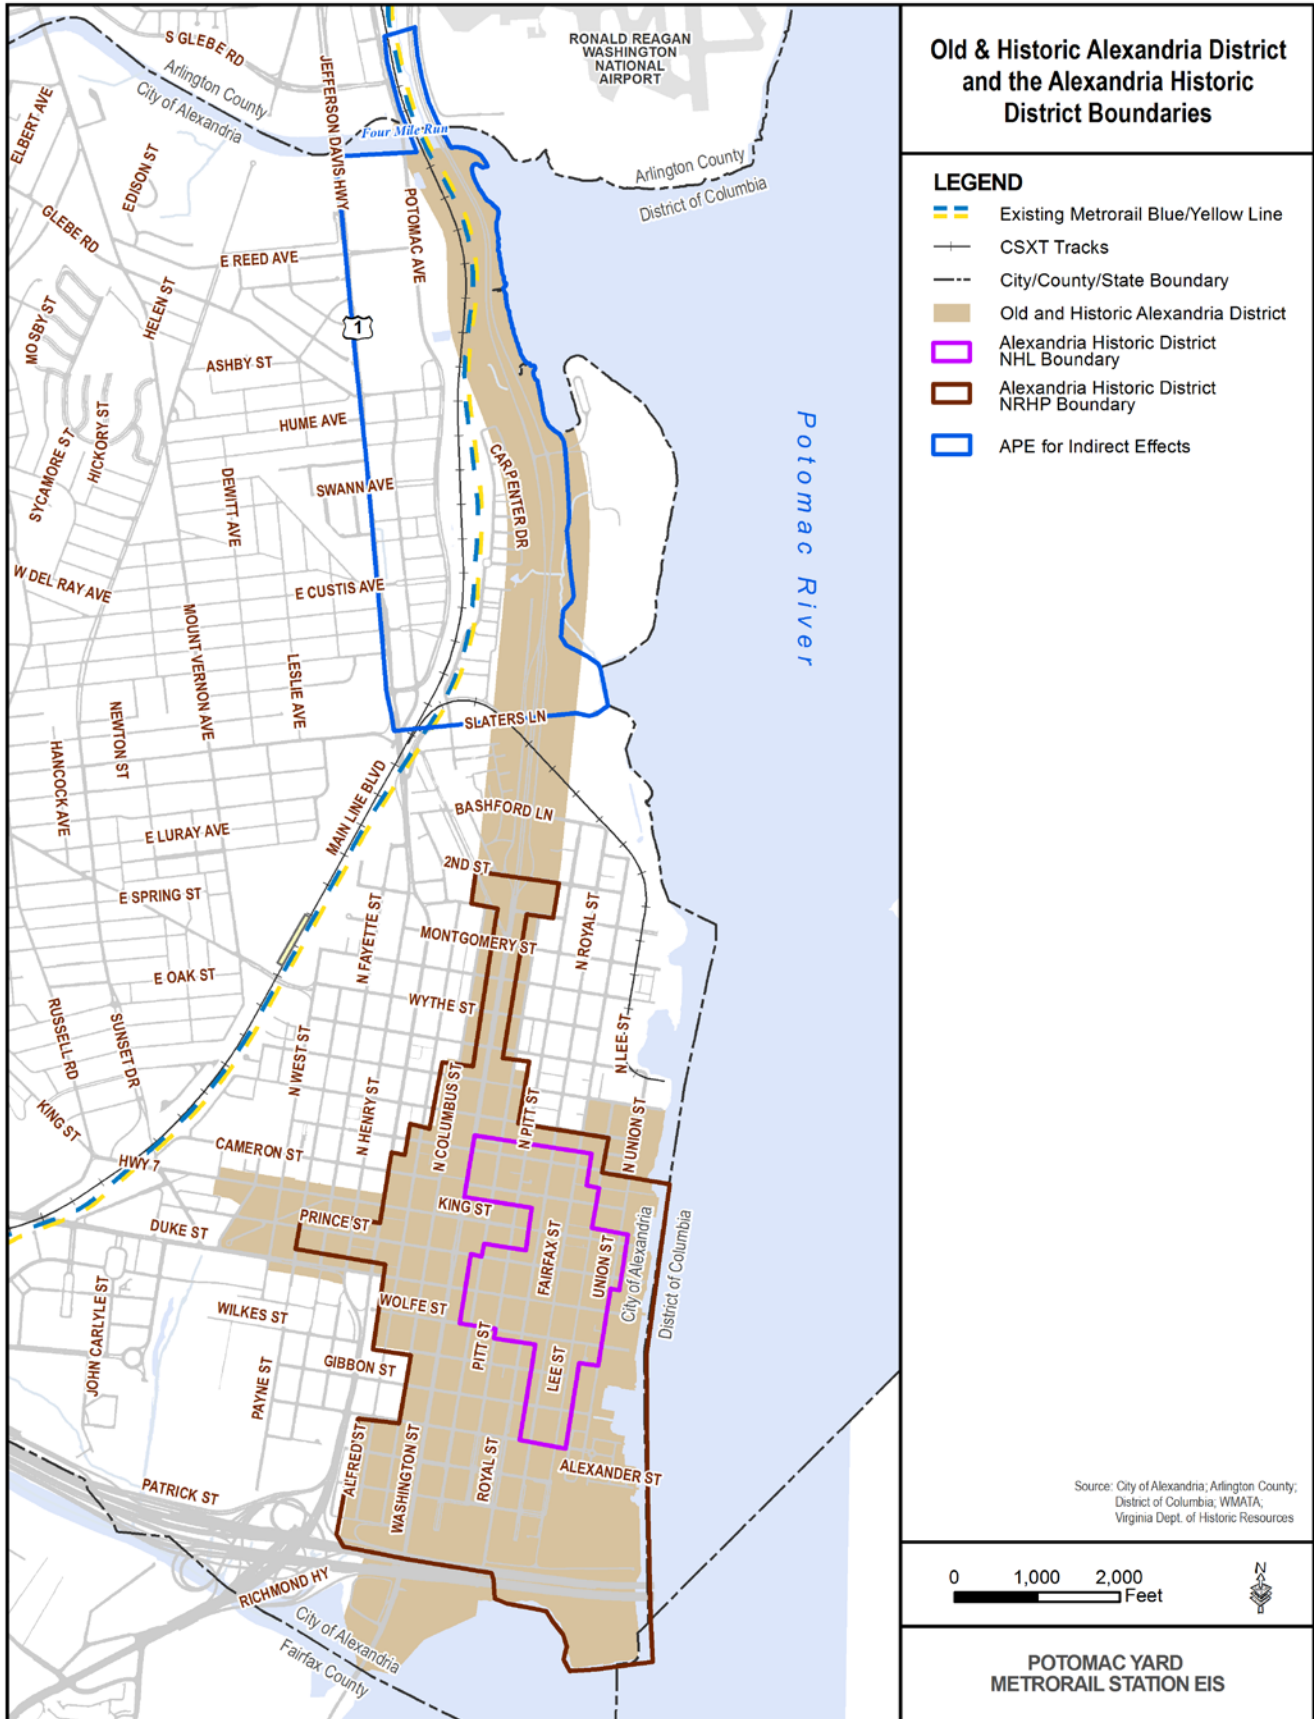 S GLEBE RD
Arlington County
City of Alexandria
JEFFERSON DAVIS HWY
RONALD REAGAN
WASHINGTON
NATIONAL
AIRPORT
Four Mile Run
ELBERT AVE
EDISON ST
GLEBE RD
Arlington County
District of Columbia
POTOMAC AVE
E REED AVE
HELEN ST
MOSBY ST
1
ASHBY ST
HUME AVE
HICKORY ST
SYCAMORE ST
DEWITT AVE
SWANN AVE
CARPENTER DR
Potomac River
W DEL RAY AVE
E CUSTIS AVE
MOUNT VERNON AVE
LESLIE AVE
NEWTON ST
HANCOCK AVE
SLATERS LN
MAIN LINE BLVD
BASHFORD LN
E LURAY AVE
2ND ST
E SPRING ST
N FAYETTE ST
MONTGOMERY ST
N ROYAL ST
E OAK ST
WYTHE ST
RUSSELL RD
SUNSET DR
N WEST ST
N LEE ST
N HENRY ST
N COLUMBUS ST
N PITT ST
N UNION ST
KING ST
CAMERON ST
HWY 7
KING ST
PRINCE ST
DUKE ST
FAIRFAX ST
UNION ST
City of Alexandria
District of Columbia
JOHN CARLYLE ST
WILKES ST
WOLFE ST
PITT ST
GIBBON ST
LEE ST
PAYNE ST
ALFRED ST
WASHINGTON ST
ROYAL ST
ALEXANDER ST
PATRICK ST
RICHMOND HY
City of Alexandria
Fairfax County
Old & Historic Alexandria District
and the Alexandria Historic
District Boundaries
LEGEND
Existing Metrorail Blue/Yellow Line
CSXT Tracks
City/County/State Boundary
Old and Historic Alexandria District
Alexandria Historic District
NHL Boundary
Alexandria Historic District
NRHP Boundary
APE for Indirect Effects
Source: City of Alexandria; Arlington County;
District of Columbia; WMATA;
Virginia Dept. of Historic Resources
0 1,000 2,000
Feet
N
POTOMAC YARD
METRORAIL STATION EIS